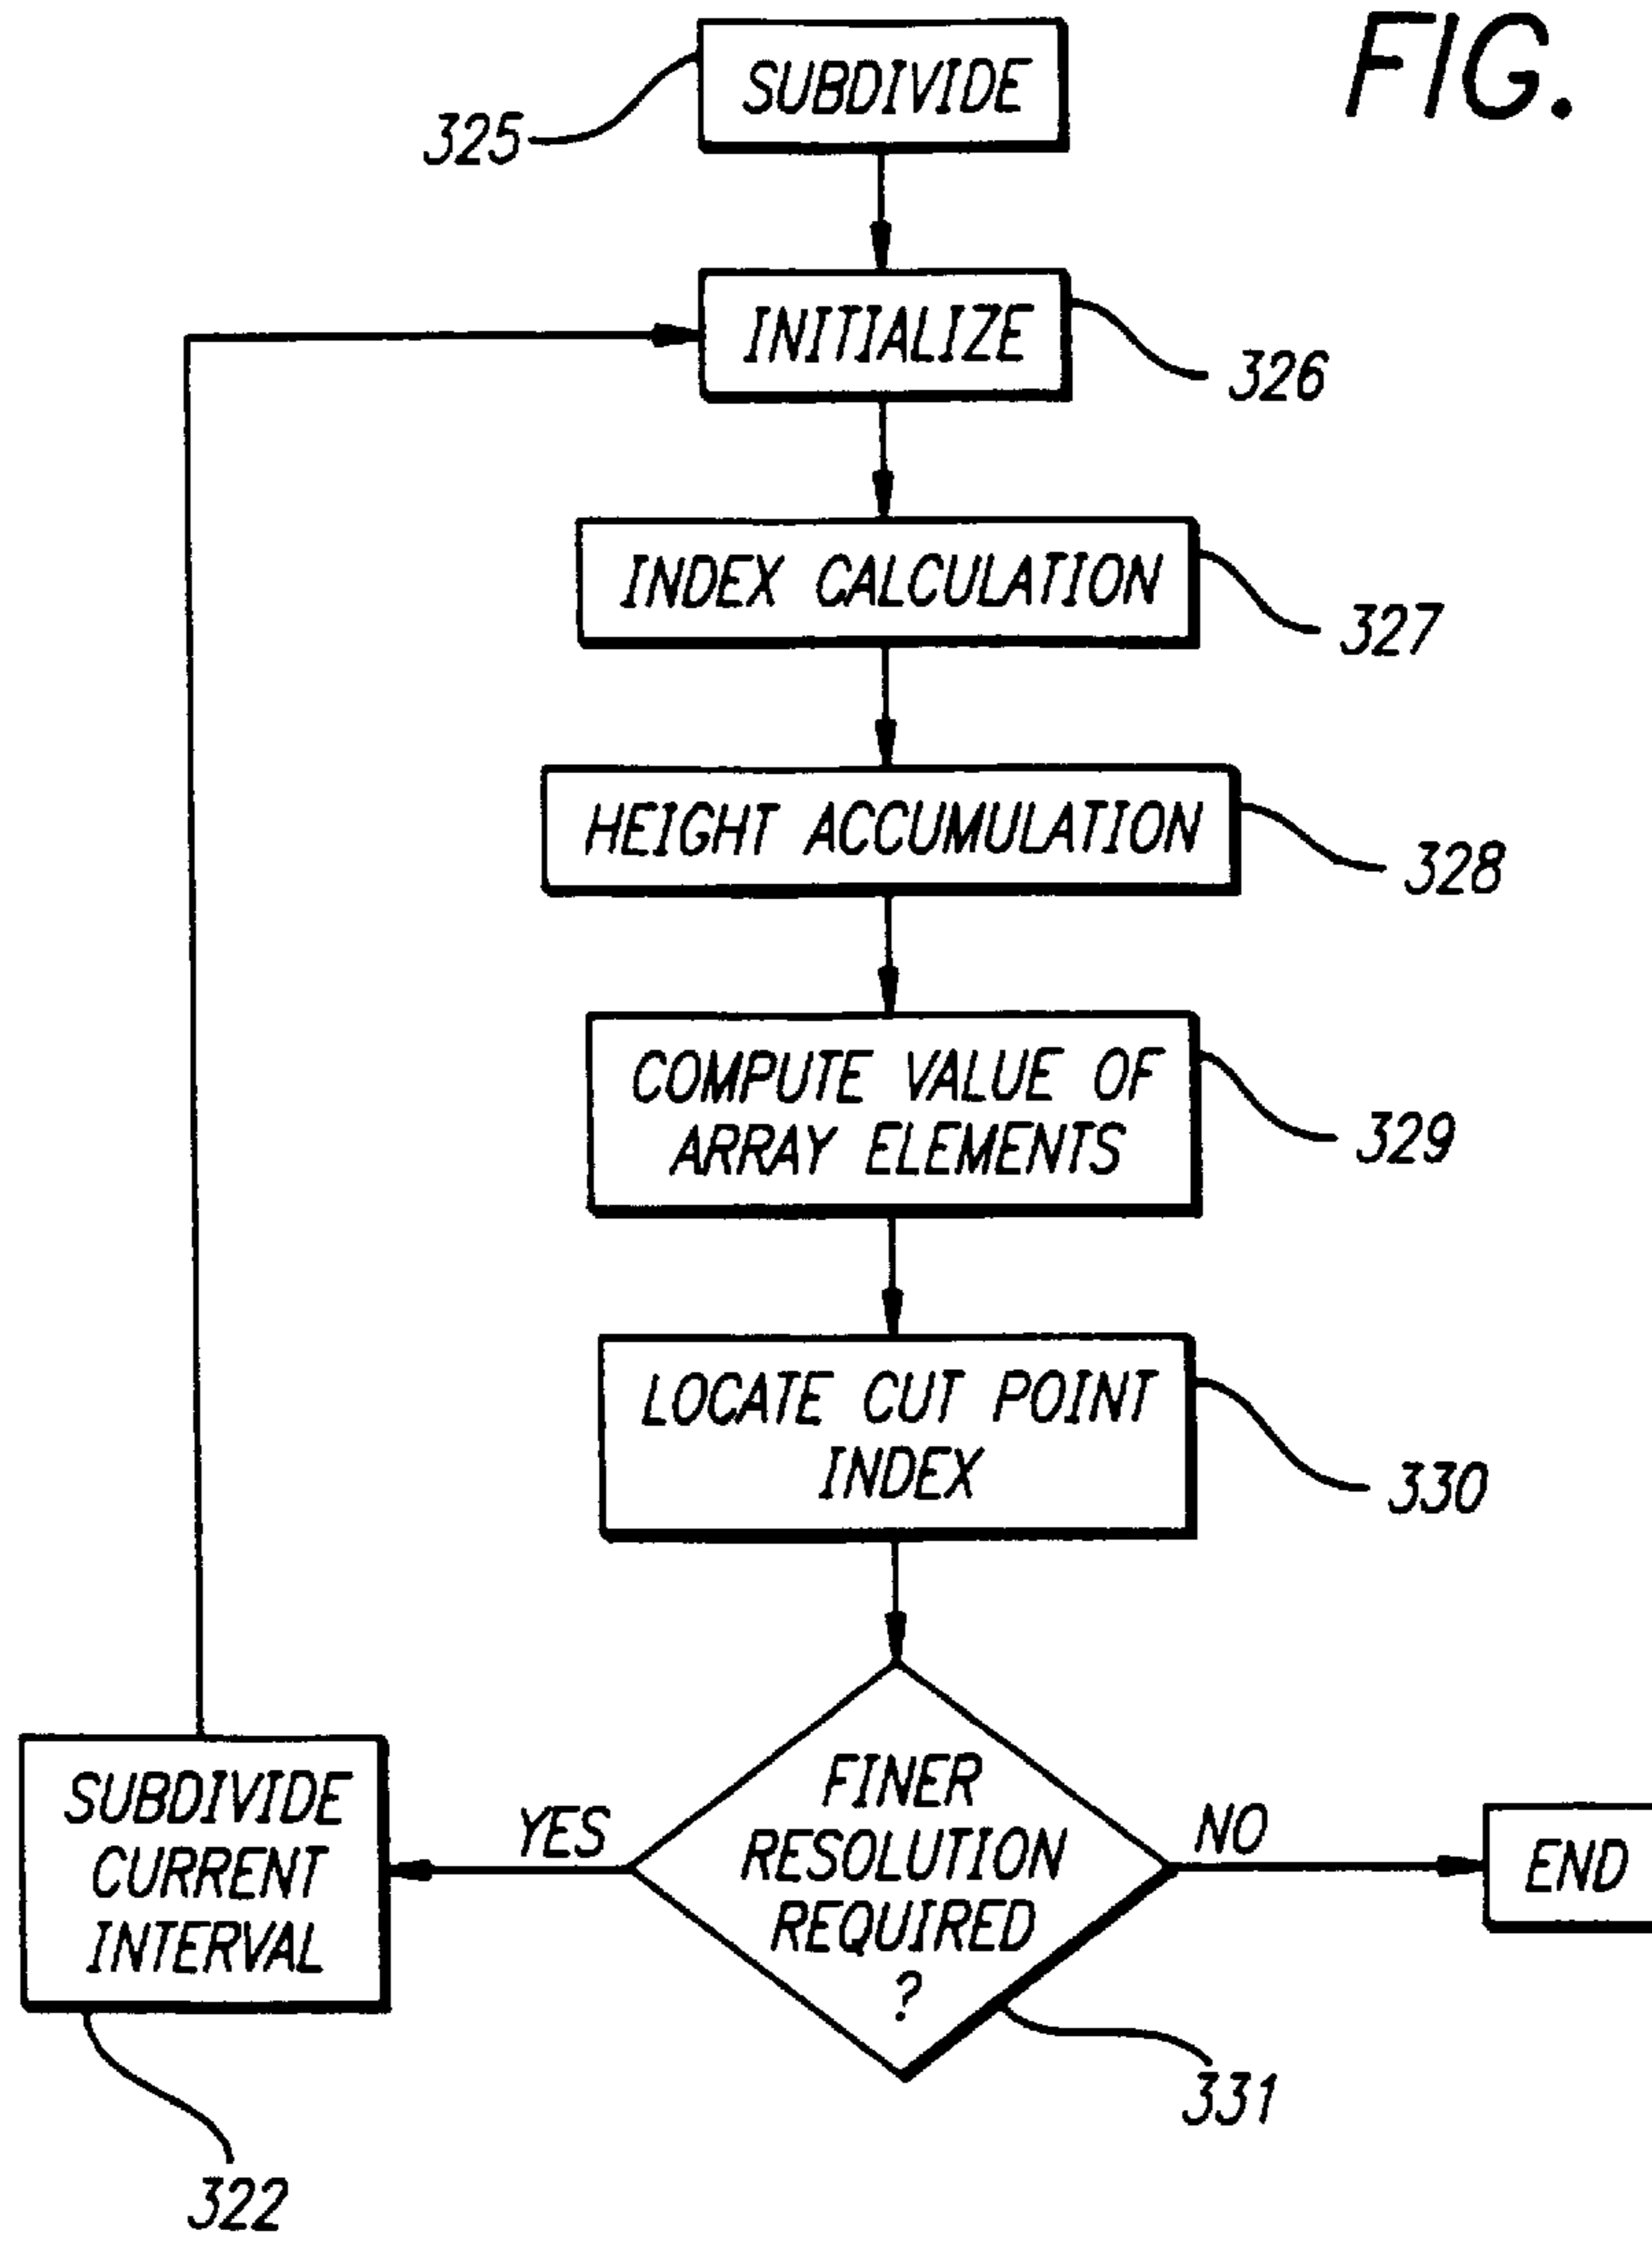 FIG.
SUBDIVIDE
325
INITIALIZE
326
INDEX CALCULATION
327
HEIGHT ACCUMULATION
328
COMPUTE VALUE OF
ARRAY ELEMENTS
329
LOCATE CUT POINT
INDEX
330
FINER
RESOLUTION
REQUIRED
?
YES
NO
SUBDIVIDE
CURRENT
INTERVAL
END
331
322